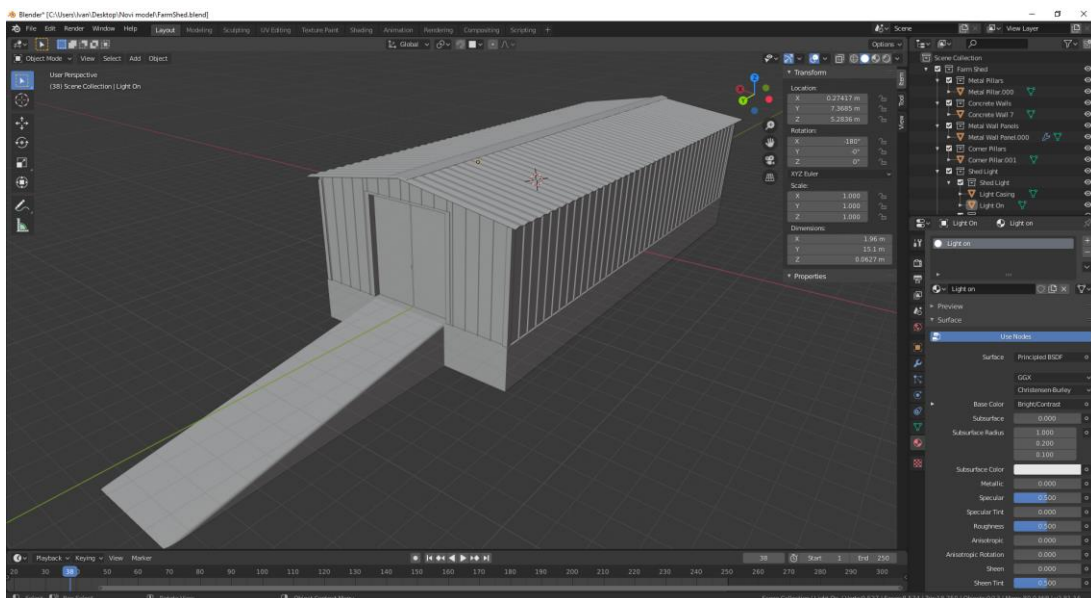 Blender* [C:\Users\Ivan\Desktop\Novi model\FarmShed.blend]
File Edit Render Window Help Layout Modeling Sculpting UV Editing Texture Paint Shading Animation Rendering Compositing Scripting + Scene View Layer
Global Options
Object Mode View Select Add Object
User Perspective
(38) Scene Collection | Light On
Z
Y
Transform
Location:
X 0.27417 m
Y 7.3685 m
Z 5.2836 m
Rotation:
X -180°
Y -0°
Z 0°
XYZ Euler
Scale:
X 1.000
Y 1.000
Z 1.000
Dimensions:
X 1.96 m
Y 15.1 m
Z 0.0627 m
Properties
Item
Tool
View
Scene Collection
Farm Shed
Metal Pillars
Metal Pillar.000
Concrete Walls
Concrete Wall 7
Metal Wall Panels
Metal Wall Panel.000
Corner Pillars
Corner Pillar.001
Shed Light
Shed Light
Light Casing
Light On
Light On Light on
Light on
Light on
Preview
Surface
Use Nodes
Surface Principled BSDF
GGX
Christensen-Burley
Base Color Bright/Contrast
Subsurface 0.000
Subsurface Radius 1.000
0.200
0.100
Subsurface Color
Metallic 0.000
Specular 0.500
Specular Tint 0.000
Roughness 0.500
Anisotropic 0.000
Anisotropic Rotation 0.000
Sheen 0.000
Sheen Tint 0.500
Playback Keying View Marker 38 Start 1 End 250
20 30 38 50 60 70 80 90 100 110 120 130 140 150 160 170 180 190 200 210 220 230 240 250 260 270 280 290 300